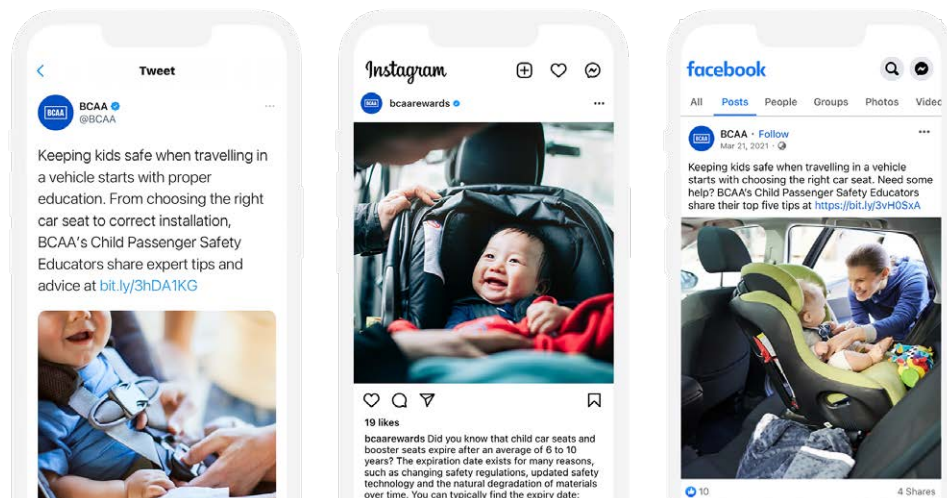 Tweet
BCAA
BCAA
@BCAA
Keeping kids safe when travelling in
a vehicle starts with proper
education. From choosing the right
car seat to correct installation,
BCAA's Child Passenger Safety
Educators share expert tips and
advice at bit.ly/3hDA1KG
Instagram
BCAA
bcaarewards
19 likes
bcaarewards Did you know that child car seats and
booster seats expire after an average of 6 to 10
years? The expiration date exists for many reasons,
such as changing safety regulations, updated safety
technology and the natural degradation of materials
over time. You can typically find the expiry date:
facebook
All Posts People Groups Photos Videc
BCAA
BCAA · Follow
Mar 21, 2021 ·
Keeping kids safe when travelling in a vehicle
starts with choosing the right car seat. Need some
help? BCAA's Child Passenger Safety Educators
share their top five tips at https://bit.ly/3vH0SxA
10
4 Shares